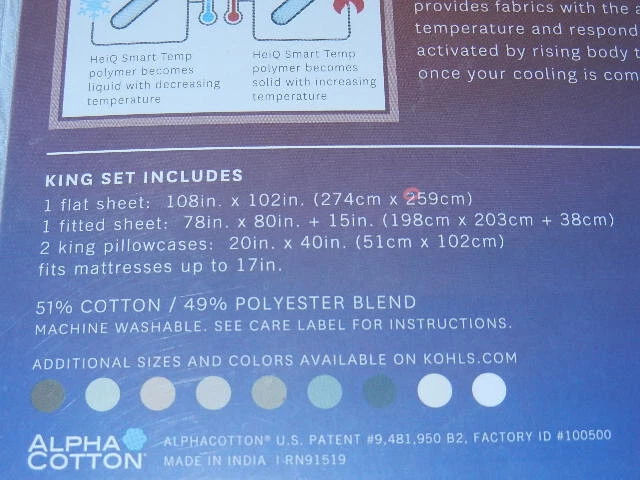 HeiQ Smart Temp
polymer becomes
liquid with decreasing
temperature
HeiQ Smart Temp
polymer becomes
solid with increasing
temperature
provides fabrics with the a
temperature and respond
activated by rising body t
once your cooling is com
KING SET INCLUDES
1 flat sheet: 108in. x 102in. (274cm x 259cm)
1 fitted sheet: 78in. x 80in. + 15in. (198cm x 203cm + 38cm)
2 king pillowcases: 20in. x 40in. (51cm x 102cm)
fits mattresses up to 17in.
51% COTTON / 49% POLYESTER BLEND
MACHINE WASHABLE. SEE CARE LABEL FOR INSTRUCTIONS.
ADDITIONAL SIZES AND COLORS AVAILABLE ON KOHLS.COM
ALPHA
COTTON
ALPHACOTTON® U.S. PATENT #9,481,950 B2, FACTORY ID #100500
MADE IN INDIA I RN91519